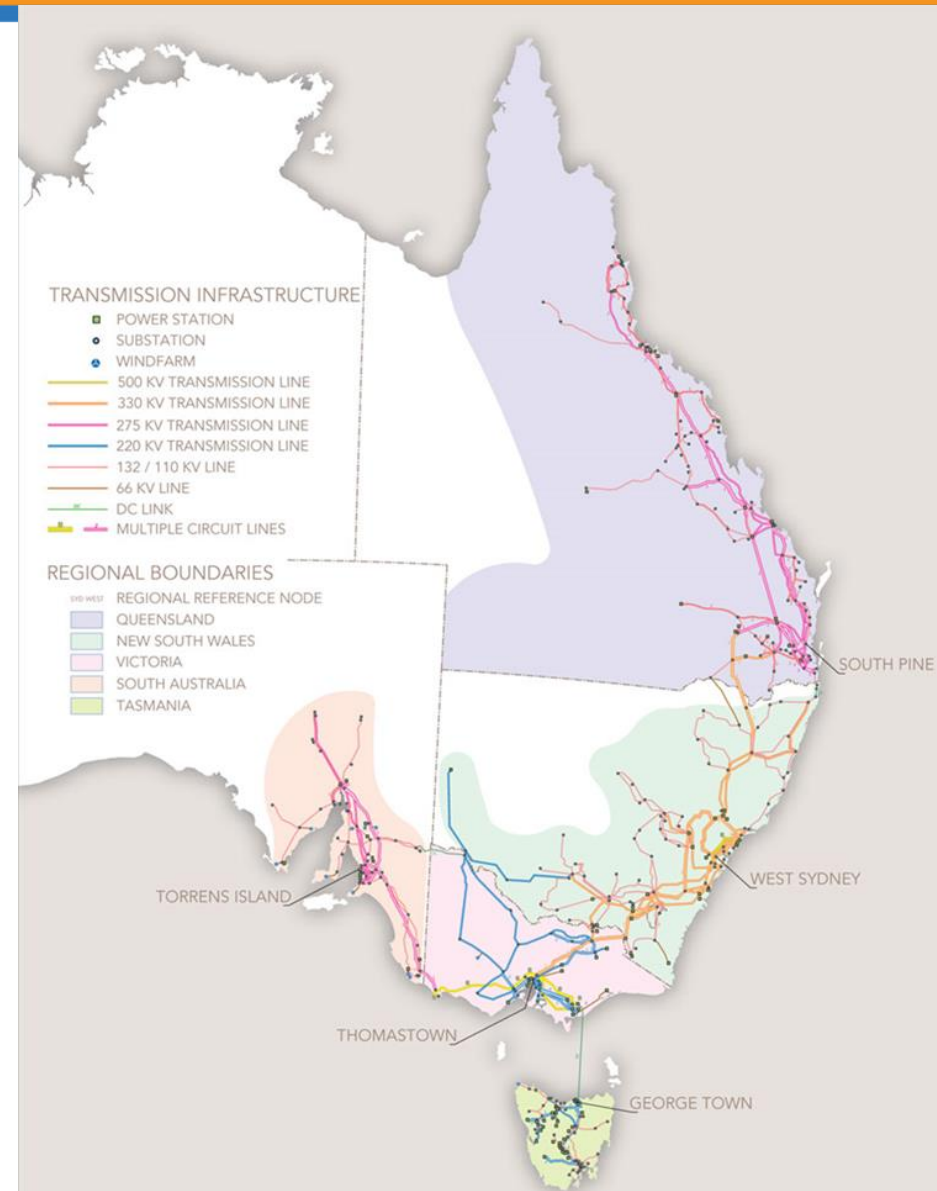 TRANSMISSION INFRASTRUCTURE
POWER STATION
SUBSTATION
WINDFARM
500 KV TRANSMISSION LINE
330 KV TRANSMISSION LINE
275 KV TRANSMISSION LINE
220 KV TRANSMISSION LINE
132 / 110 KV LINE
66 KV LINE
DC LINK
MULTIPLE CIRCUIT LINES
REGIONAL BOUNDARIES
SYD WEST REGIONAL REFERENCE NODE
QUEENSLAND
NEW SOUTH WALES
VICTORIA
SOUTH AUSTRALIA
TASMANIA
SOUTH PINE
WEST SYDNEY
TORRENS ISLAND
THOMASTOWN
GEORGE TOWN